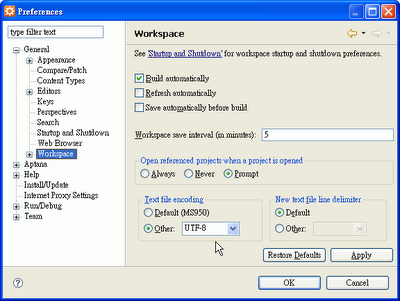 Preferences
type filter text
General
Appearance
Compare/Patch
Content Types
Editors
Keys
Perspectives
Search
Startup and Shutdown
Web Browser
Workspace
Aptana
Help
Install/Update
Internet Proxy Settings
Run/Debug
Team
Workspace
See 'Startup and Shutdown' for workspace startup and shutdown preferences.
Build automatically
Refresh automatically
Save automatically before build
Workspace save interval (in minutes): 5
Open referenced projects when a project is opened
Always Never Prompt
Text file encoding
Default (MS950)
Other: UTF-8
New text file line delimiter
Default
Other:
Restore Defaults Apply
? OK Cancel